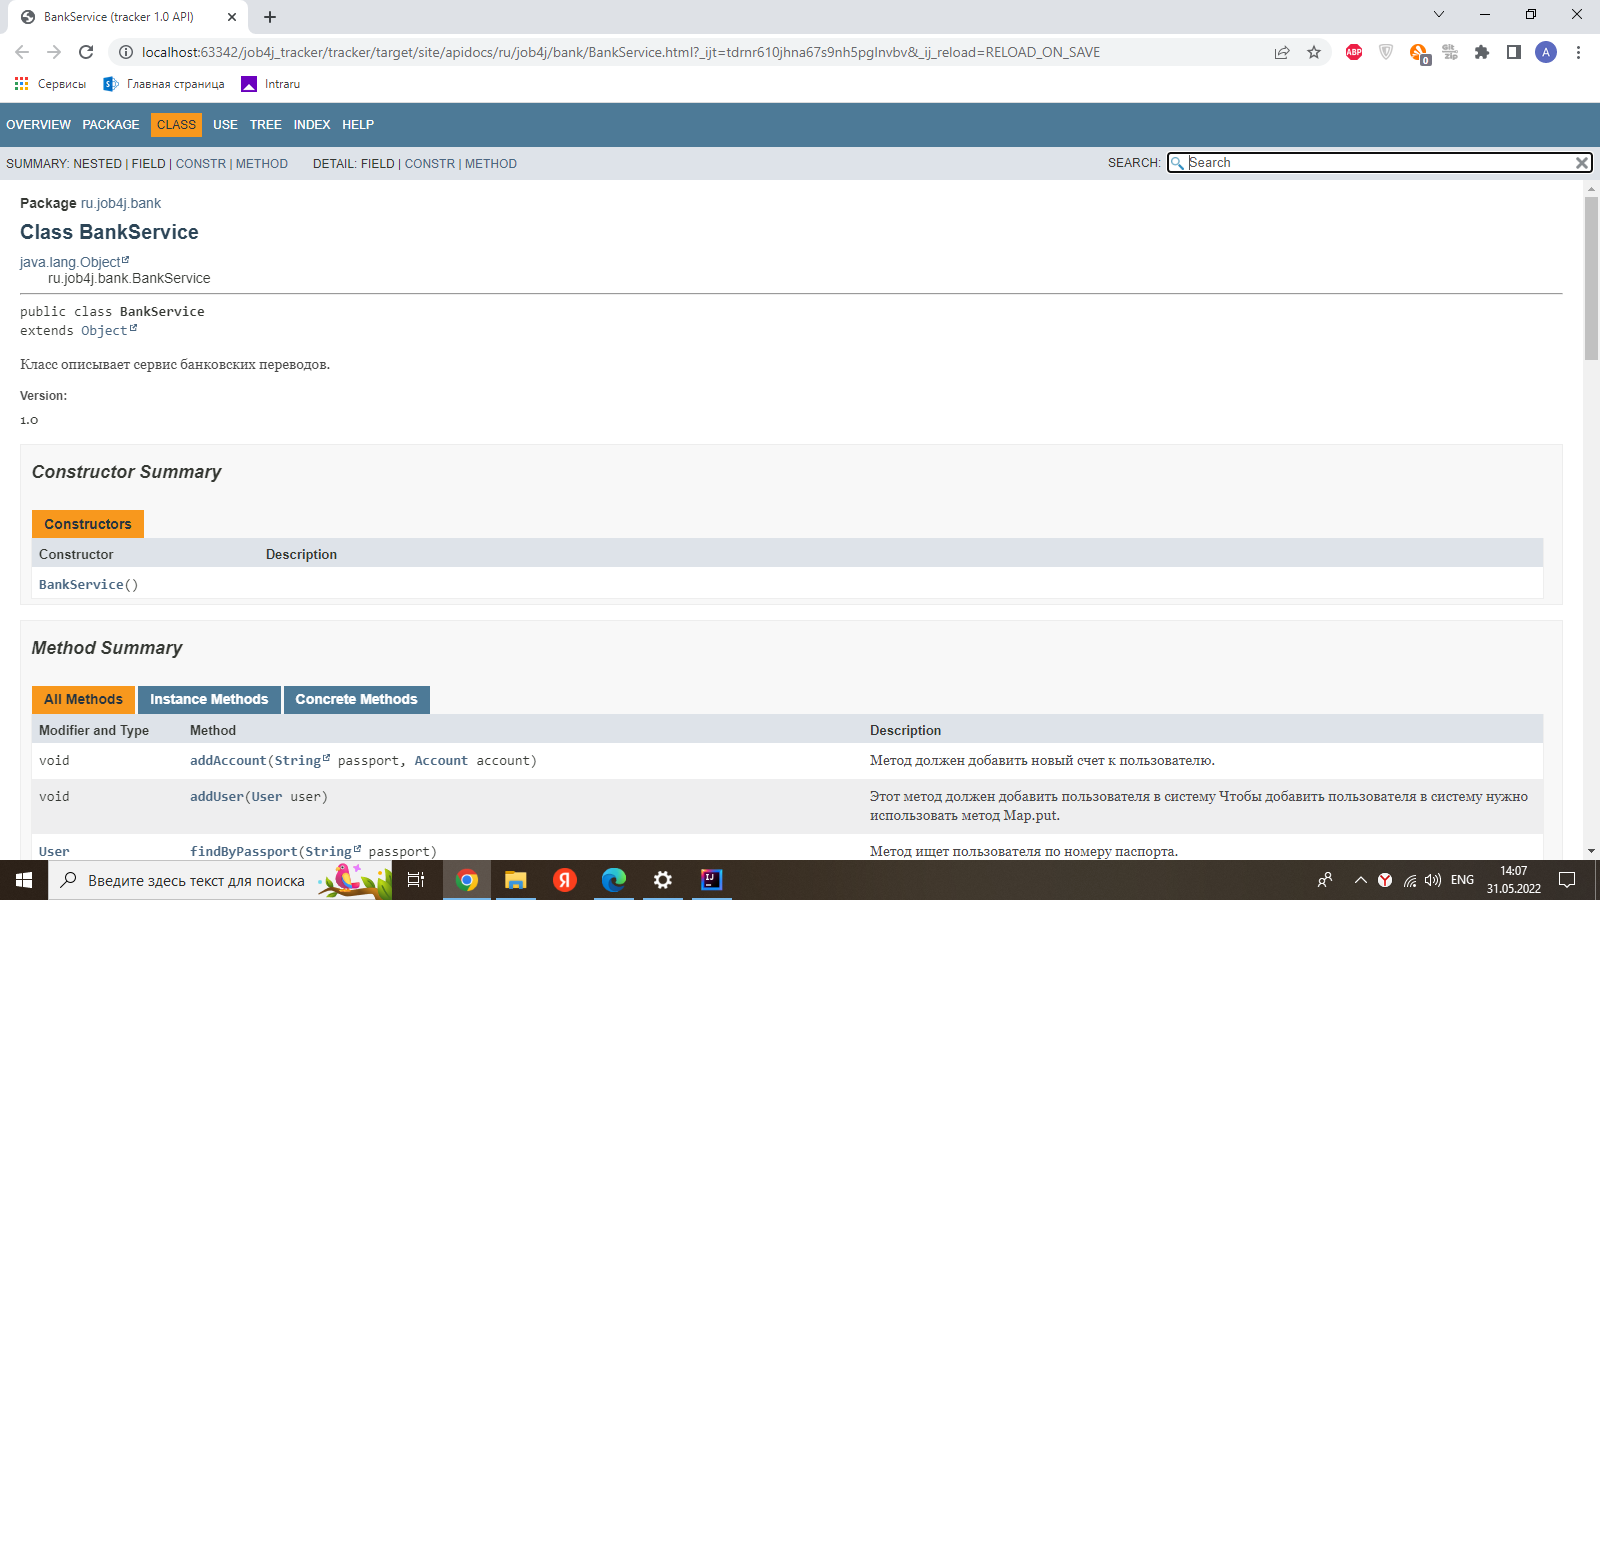 BankService (tracker 1.0 API)
localhost:63342/job4j_tracker/tracker/target/site/apidocs/ru/job4j/bank/BankService.html?_ijt=tdrnr610jhna67s9nh5pglnvbv&_ij_reload=RELOAD_ON_SAVE
ABP
0
Git
zip
A
Сервисы Главная страница Intraru
OVERVIEW PACKAGE CLASS USE TREE INDEX HELP
SUMMARY: NESTED | FIELD | CONSTR | METHOD DETAIL: FIELD | CONSTR | METHOD SEARCH: Search
Package ru.job4j.bank
Class BankService
java.lang.Object
ru.job4j.bank.BankService
public class BankService
extends Object
Класс описывает сервис банковских переводов.
Version:
1.0
Constructor Summary
Constructors
Constructor Description
BankService()
Method Summary
All Methods Instance Methods Concrete Methods
Modifier and Type Method Description
void addAccount(String passport, Account account) Метод должен добавить новый счет к пользователю.
void addUser(User user) Этот метод должен добавить пользователя в систему Чтобы добавить пользователя в систему нужно
использовать метод Map.put.
User findByPassport(String passport) Метод ищет пользователя по номеру паспорта.
Введите здесь текст для поиска
Я
IJ
ENG
14:07
31.05.2022